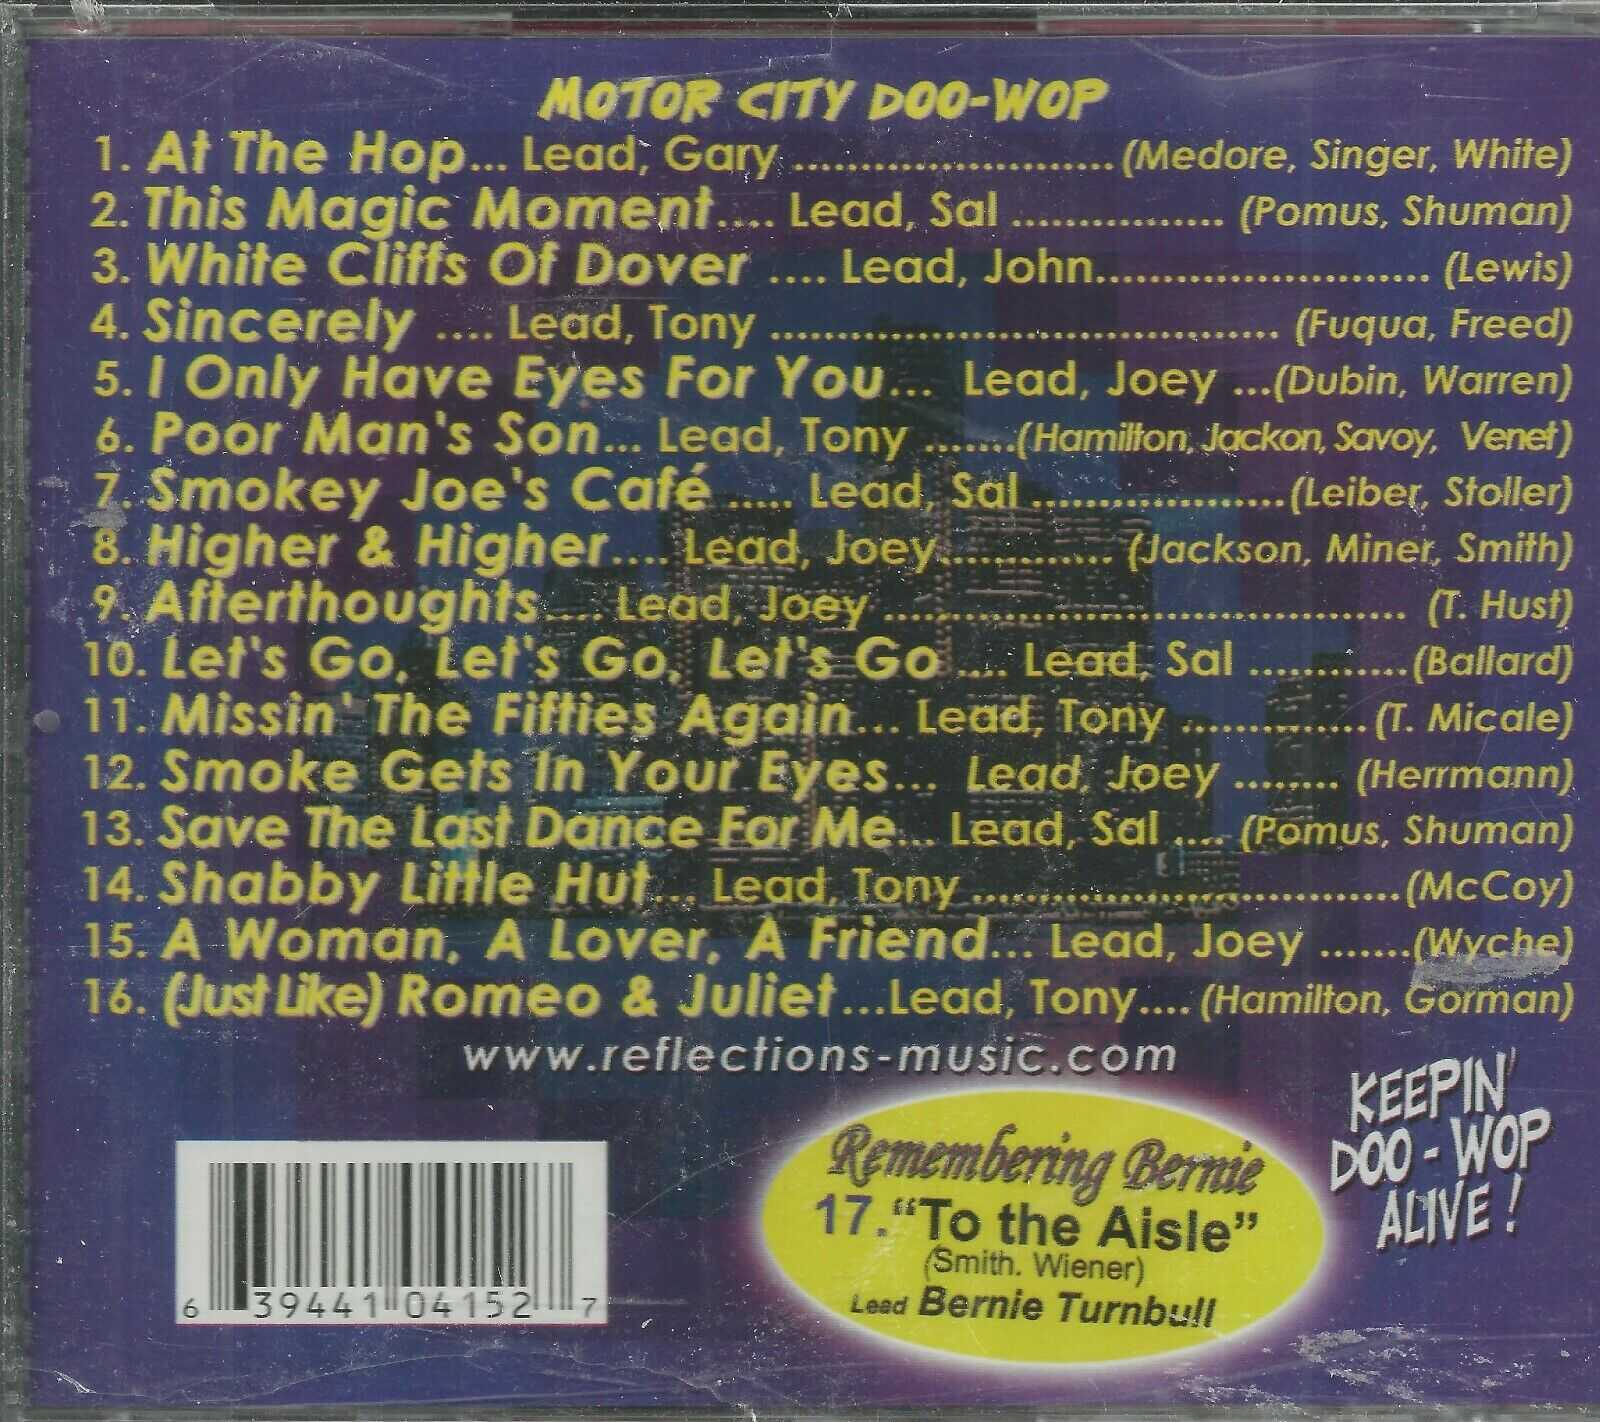 MOTOR CITY DOO-WOP
1. At The Hop... Lead, Gary ........................ (Medore, Singer, White)
2. This Magic Moment.... Lead, Sal ................ (Pomus, Shuman)
3. White Cliffs Of Dover .... Lead, John......................... (Lewis)
4. Sincerely .... Lead, Tony ...................................... (Fuqua, Freed)
5. I Only Have Eyes For You... Lead, Joey ...(Dubin, Warren)
6. Poor Man's Son... Lead, Tony .......(Hamilton, Jackon, Savoy, Venet)
7. Smokey Joe's Café ..... Lead, Sal ...................(Leiber, Stoller)
8. Higher & Higher.... Lead, Joey............. (Jackson, Miner, Smith)
9. Afterthoughts.... Lead, Joey ....................................... (T. Hust)
10. Let's Go, Let's Go, Let's Go .... Lead, Sal ............(Ballard)
11. Missin' The Fifties Again... Lead, Tony ..............(T. Micale)
12. Smoke Gets In Your Eyes... Lead, Joey ........ (Herrmann)
13. Save The Last Dance For Me... Lead, Sal .... (Pomus, Shuman)
14. Shabby Little Hut... Lead, Tony ................................(McCoy)
15. A Woman, A Lover, A Friend... Lead, Joey .......(Wyche)
16. (Just Like) Romeo & Juliet...Lead, Tony.... (Hamilton, Gorman)
www.reflections-music.com
KEEPIN'
DOO-WOP
ALIVE!
Remembering Bernie
17. "To the Aisle"
(Smith. Wiener)
Lead Bernie Turnbull
6 39441 04152 7